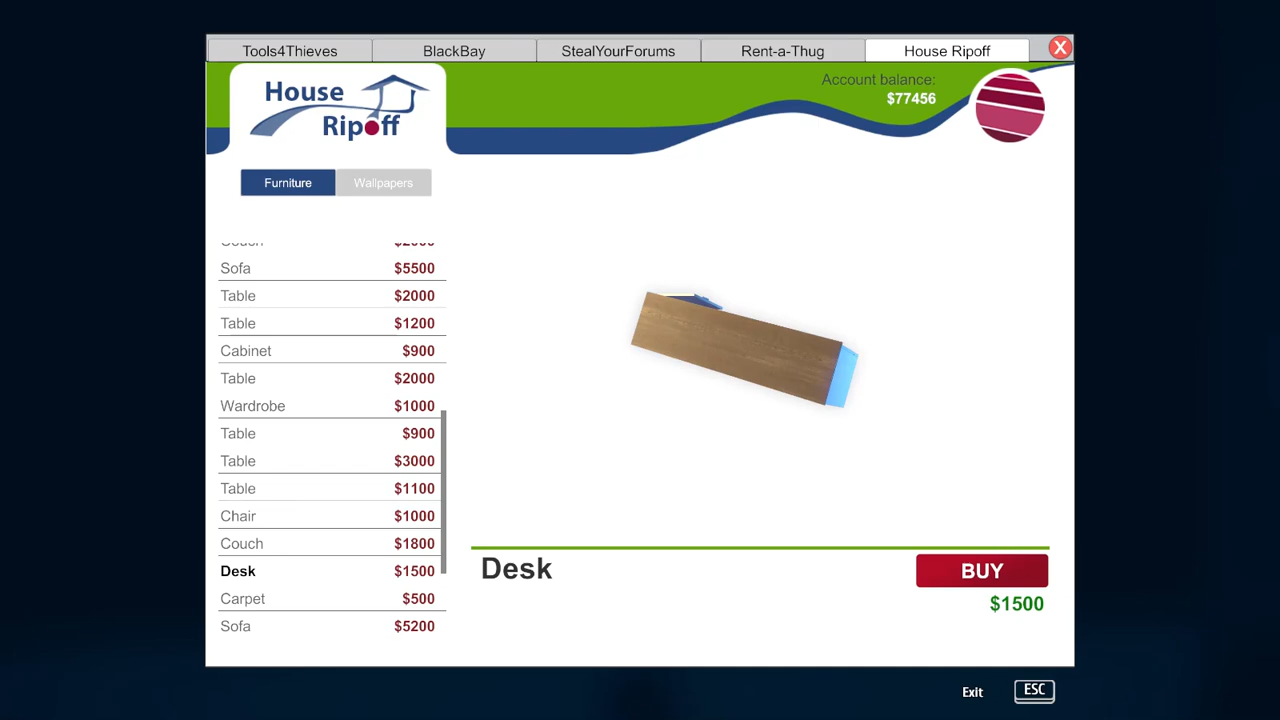 Tools4Thieves BlackBay StealYourForums Rent-a-Thug House Ripoff X
Account balance:
$77456
House
Ripoff
Furniture Wallpapers
Sofa $5500
Table $2000
Table $1200
Cabinet $900
Table $2000
Wardrobe $1000
Table $900
Table $3000
Table $1100
Chair $1000
Couch $1800
Desk $1500
Carpet $500
Sofa $5200
Desk
BUY
$1500
Exit ESC